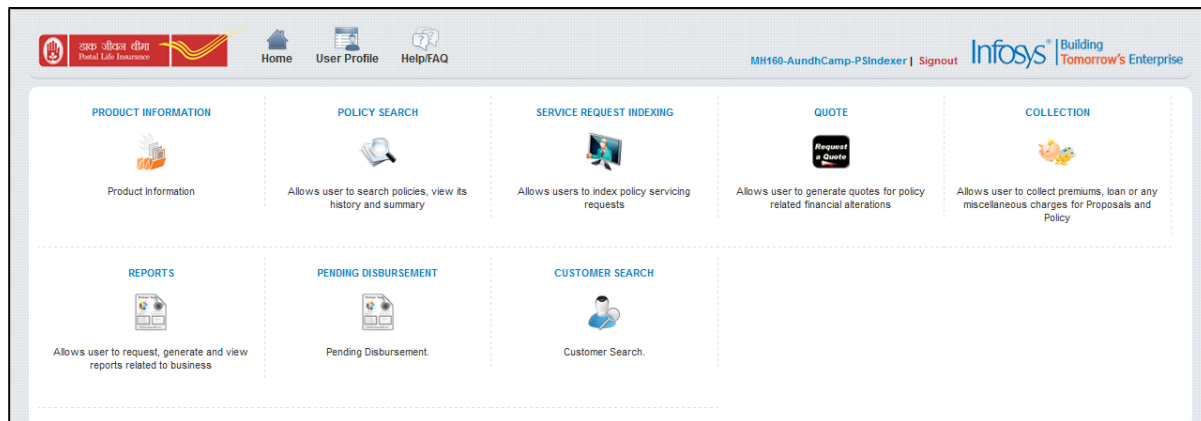 डाक जीवन बीमा
Postal Life Insurance
Home User Profile Help/FAQ
MH160-AundhCamp-PSIndexer | Signout
Infosys® | Building
Tomorrow's Enterprise
PRODUCT INFORMATION
Product Information
POLICY SEARCH
Allows user to search policies, view its
history and summary
SERVICE REQUEST INDEXING
Allows users to index policy servicing
requests
QUOTE
Request
a Quote
Allows user to generate quotes for policy
related financial alterations
COLLECTION
Allows user to collect premiums, loan or any
miscellaneous charges for Proposals and
Policy
REPORTS
Allows user to request, generate and view
reports related to business
PENDING DISBURSEMENT
Pending Disbursement.
CUSTOMER SEARCH
Customer Search.